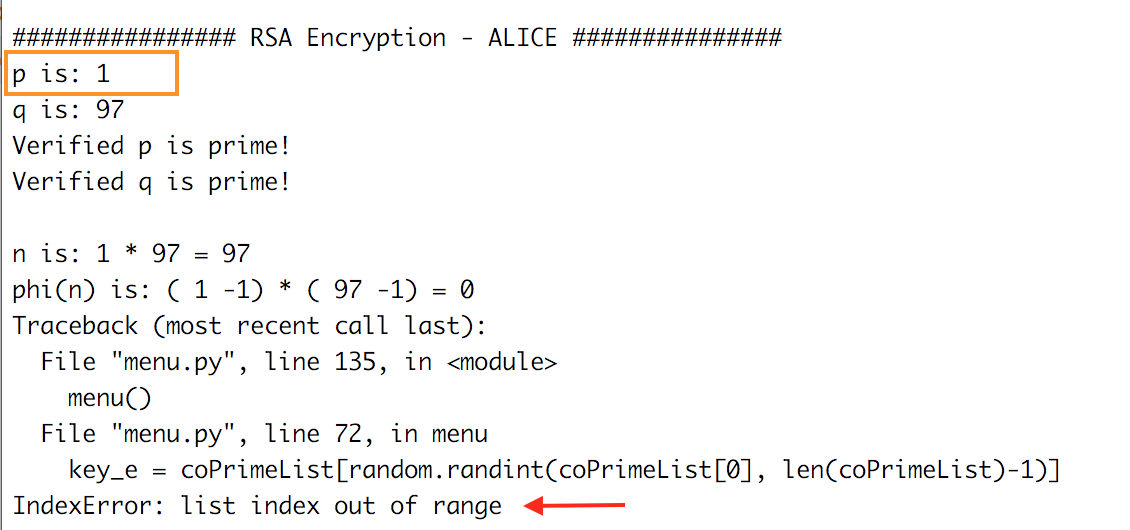 ################ RSA Encryption - ALICE ###############
p is: 1
q is: 97
Verified p is prime!
Verified q is prime!
n is: 1 * 97 = 97
phi(n) is: ( 1 -1) * ( 97 -1) = 0
Traceback (most recent call last):
  File "menu.py", line 135, in <module>
    menu()
  File "menu.py", line 72, in menu
    key_e = coPrimeList[random.randint(coPrimeList[0], len(coPrimeList)-1)]
IndexError: list index out of range